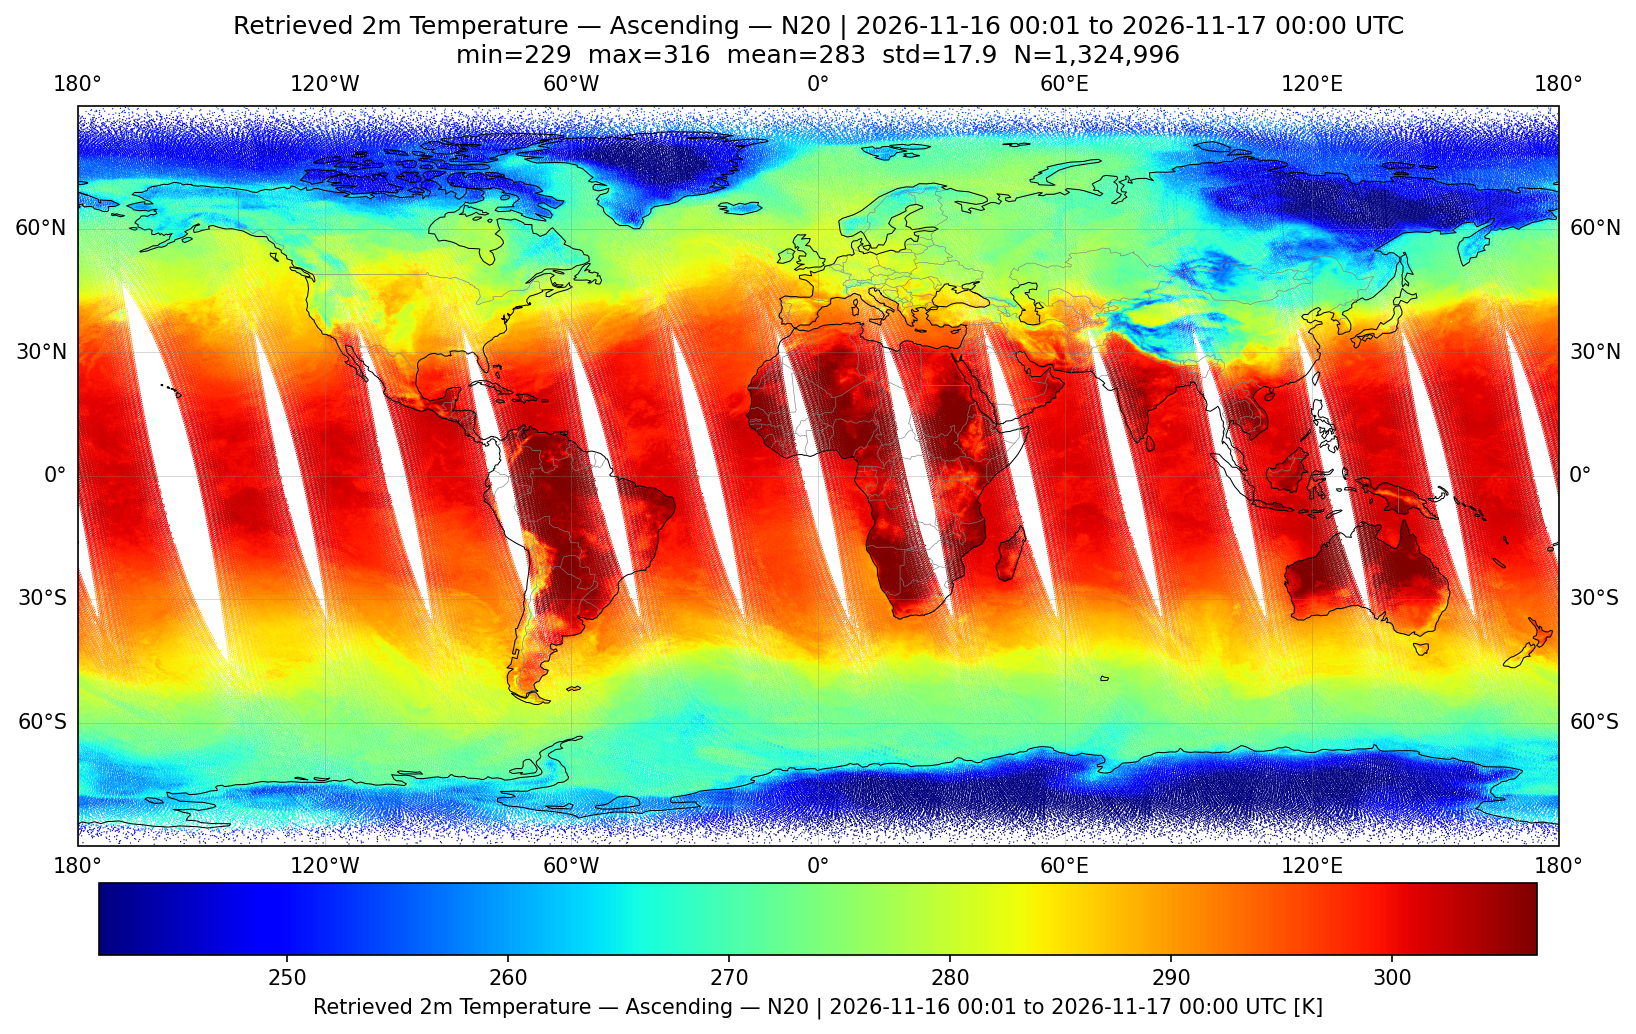 Retrieved 2m Temperature — Ascending — N20 | 2026-11-16 00:01 to 2026-11-17 00:00 UTC
min=229 max=316 mean=283 std=17.9 N=1,324,996
180° 120°W 60°W 0° 60°E 120°E 180°
60°N 60°N
30°N 30°N
0° 0°
30°S 30°S
60°S 60°S
180° 120°W 60°W 0° 60°E 120°E 180°
250 260 270 280 290 300
Retrieved 2m Temperature — Ascending — N20 | 2026-11-16 00:01 to 2026-11-17 00:00 UTC [K]